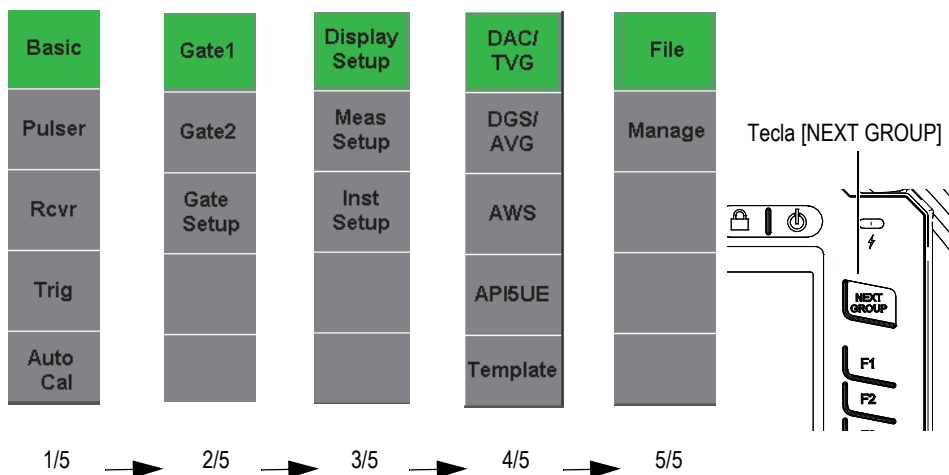 Basic
Pulser
Rcvr
Trig
Auto
Cal
Gate1
Gate2
Gate
Setup
Display
Setup
Meas
Setup
Inst
Setup
DAC/
TVG
DGS/
AVG
AWS
API5UE
Template
File
Manage
Tecla [NEXT GROUP]
NEXT
GROUP
F1
F2
1/5
2/5
3/5
4/5
5/5